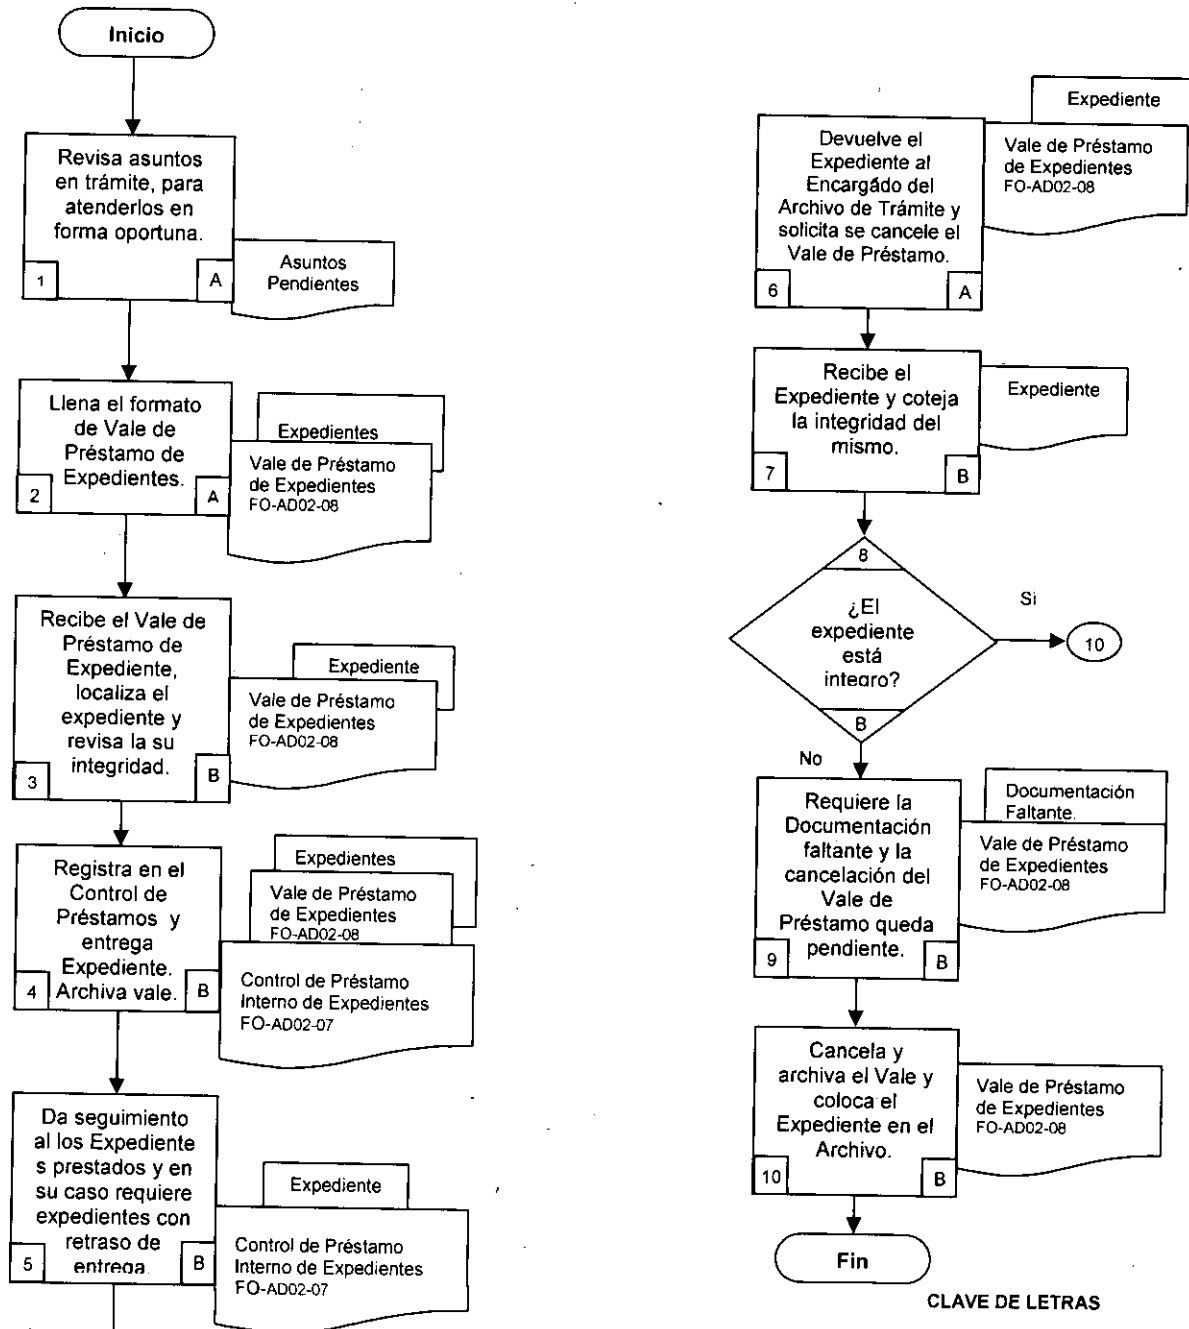 Inicio
Revisa asuntos
en trámite, para
atenderlos en
forma oportuna.
1
A
Asuntos
Pendientes
Llena el formato
de Vale de
Préstamo de
Expedientes.
2
A
Expedientes
Vale de Préstamo
de Expedientes
FO-AD02-08
Recibe el Vale de
Préstamo de
Expediente,
localiza el
expediente y
revisa la su
integridad.
3
B
Expediente
Vale de Préstamo
de Expedientes
FO-AD02-08
Registra en el
Control de
Préstamos y
entrega
Expediente.
Archiva vale.
4
B
Expedientes
Vale de Préstamo
de Expedientes
FO-AD02-08
Control de Préstamo
Interno de Expedientes
FO-AD02-07
Da seguimiento
al los Expediente
s prestados y en
su caso requiere
expedientes con
retraso de
entrega.
5
B
Expediente
Control de Préstamo
Interno de Expedientes
FO-AD02-07
Devuelve el
Expediente al
Encargádo del
Archivo de Trámite y
solicita se cancele el
Vale de Préstamo.
6
A
Expediente
Vale de Préstamo
de Expedientes
FO-AD02-08
Recibe el
Expediente y coteja
la integridad del
mismo.
7
B
Expediente
8
¿El
expediente
está
integro?
B
Si
10
No
Requiere la
Documentación
faltante y la
cancelación del
Vale de
Préstamo queda
pendiente.
9
B
Documentación
Faltante.
Vale de Préstamo
de Expedientes
FO-AD02-08
Cancela y
archiva el Vale y
coloca el
Expediente en el
Archivo.
10
B
Vale de Préstamo
de Expedientes
FO-AD02-08
Fin
CLAVE DE LETRAS